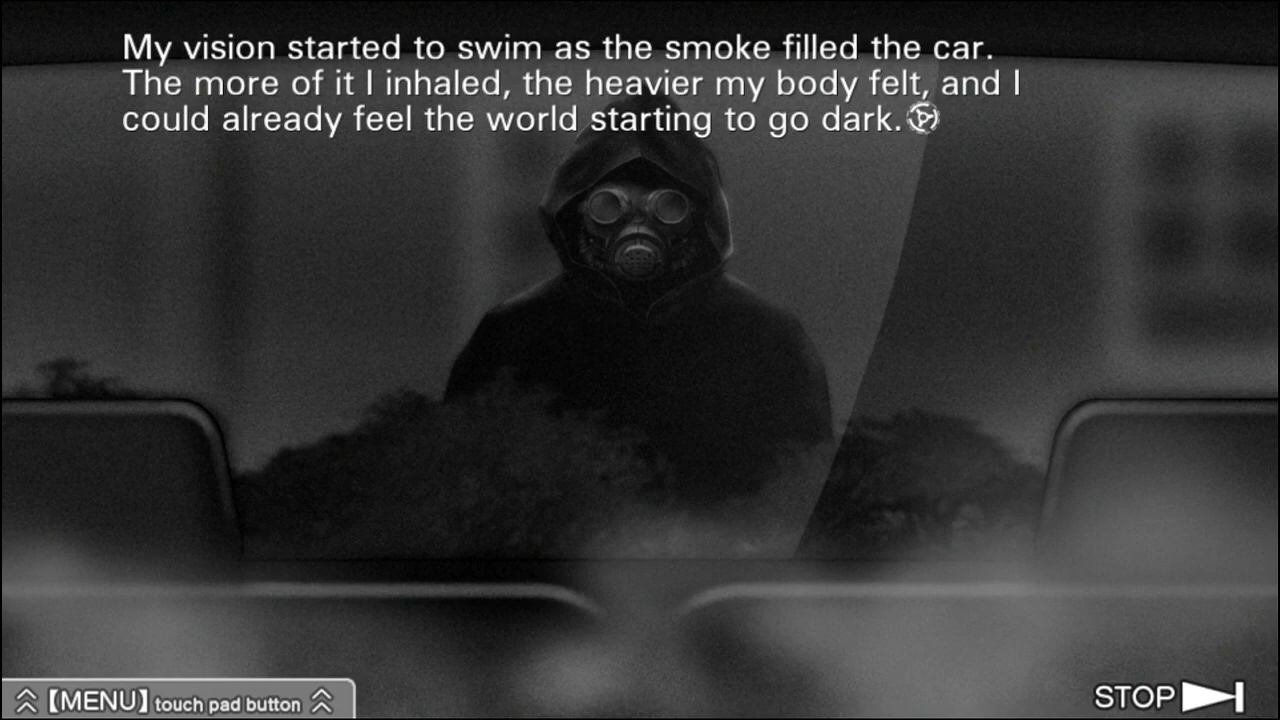 My vision started to swim as the smoke filled the car.
The more of it I inhaled, the heavier my body felt, and I
could already feel the world starting to go dark.
【MENU】touch pad button
STOP